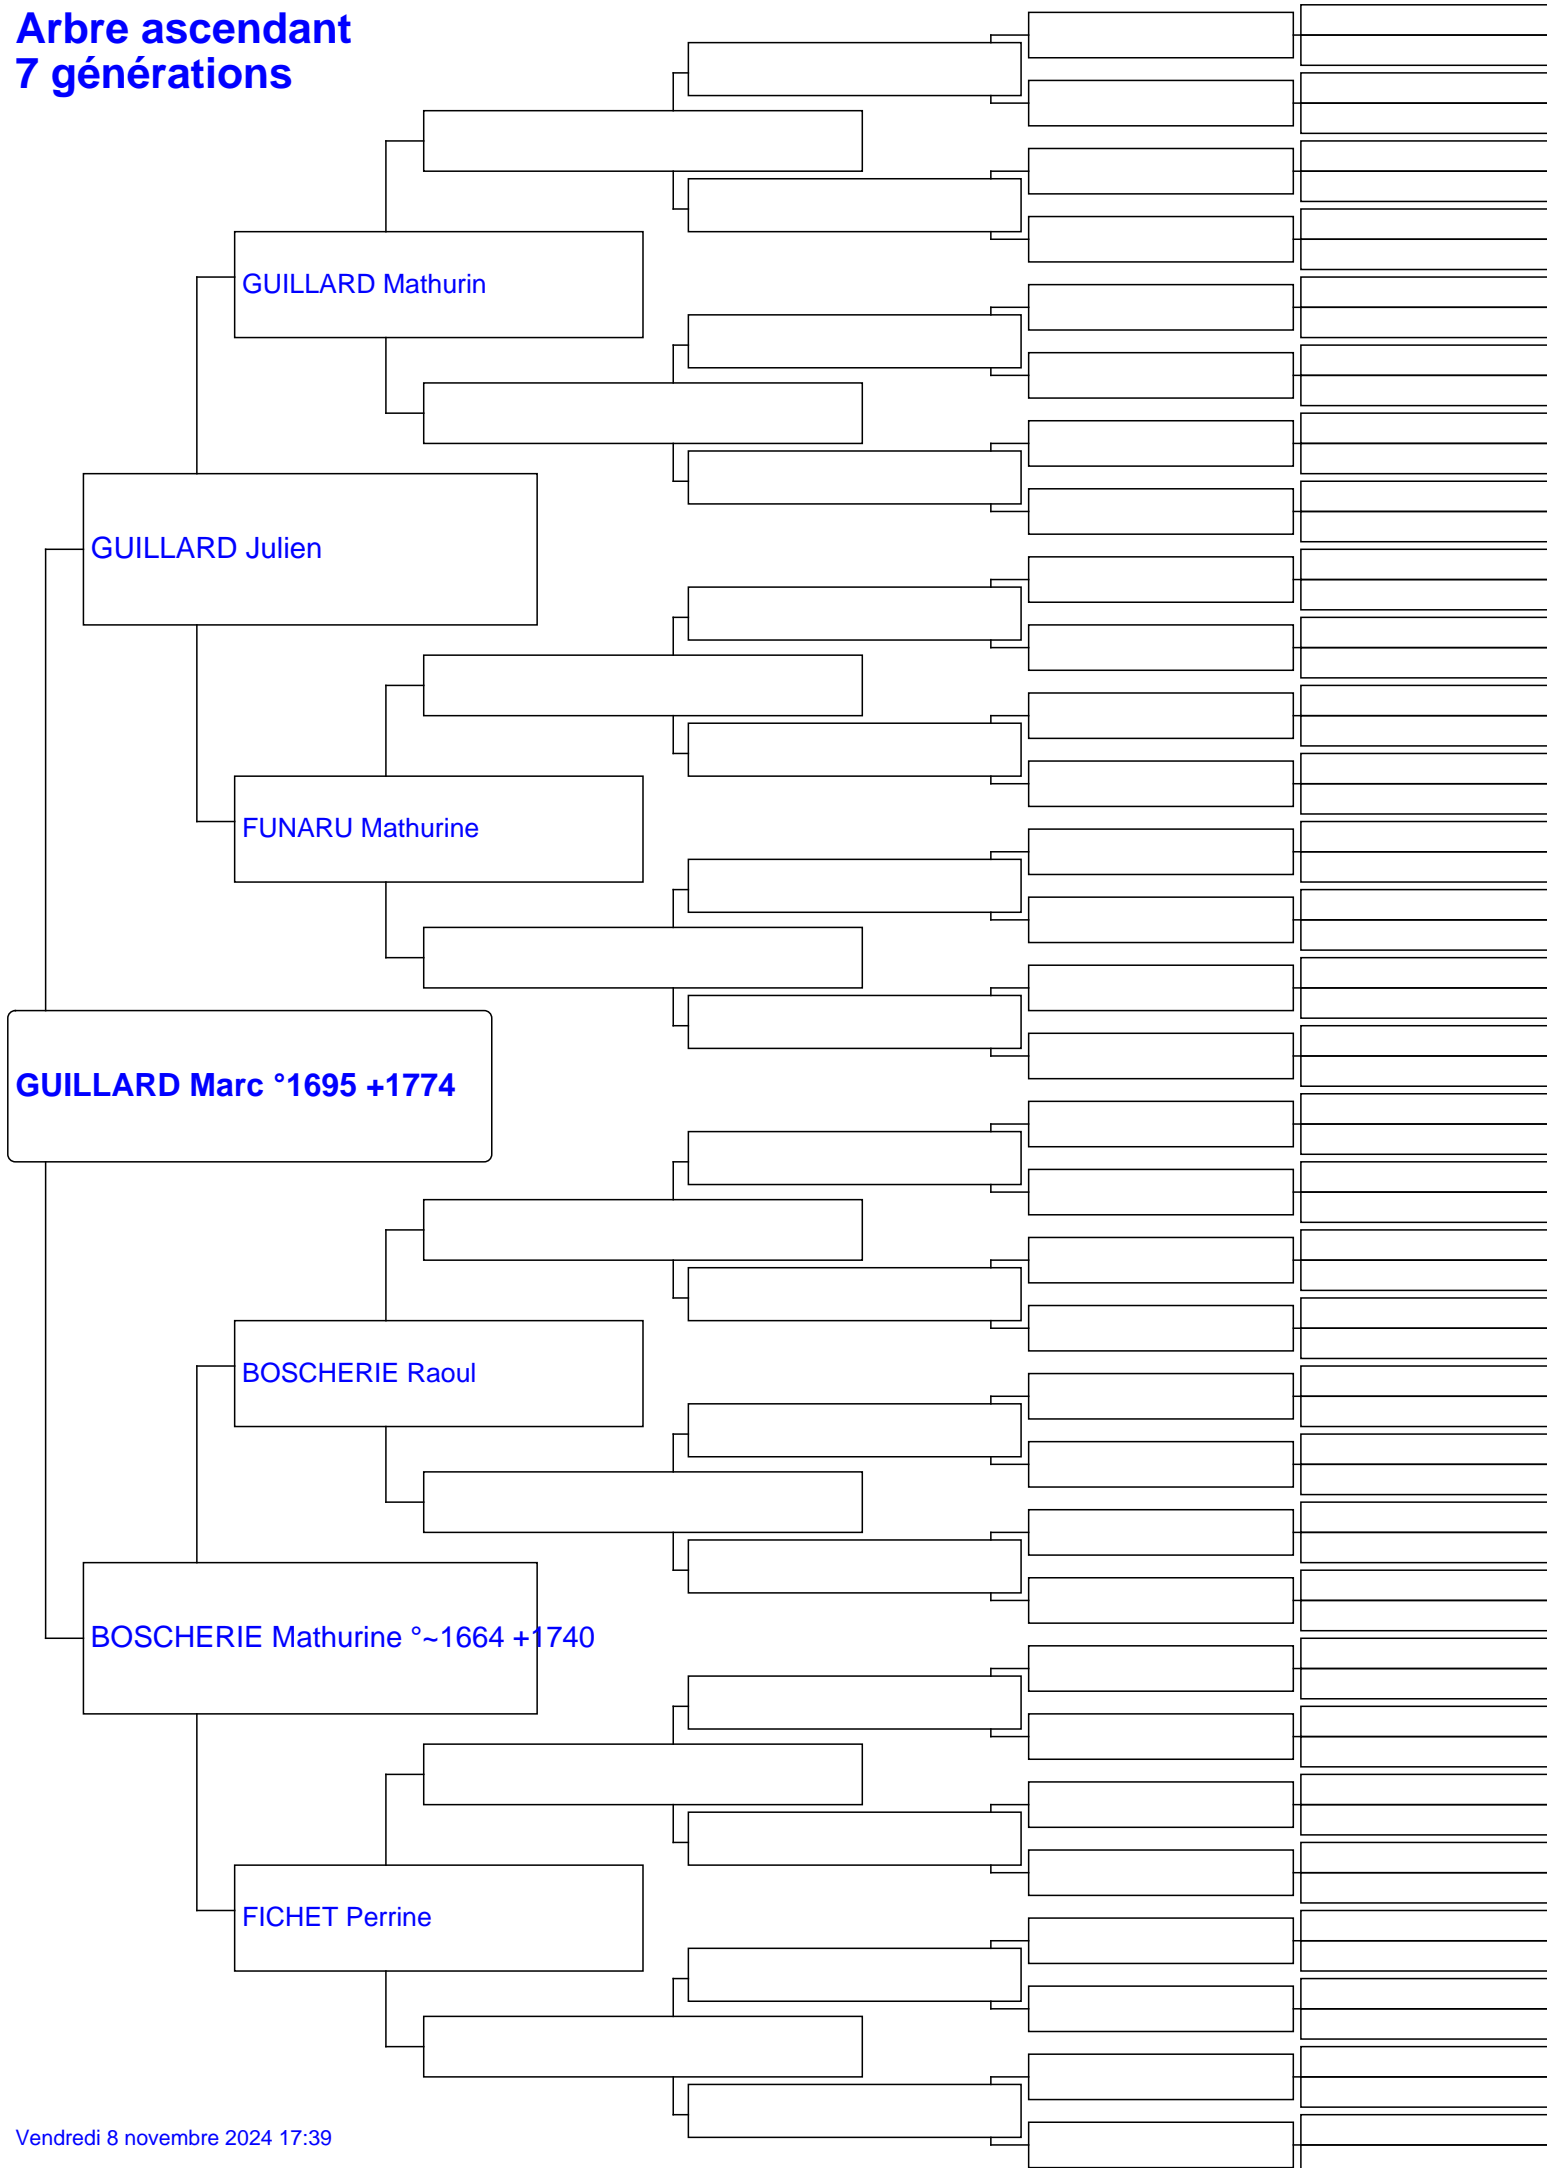 Arbre ascendant
7 générations
GUILLARD Mathurin
GUILLARD Julien
FUNARU Mathurine
GUILLARD Marc °1695 +1774
BOSCHERIE Raoul
BOSCHERIE Mathurine °~1664 +1740
FICHET Perrine
Vendredi 8 novembre 2024 17:39